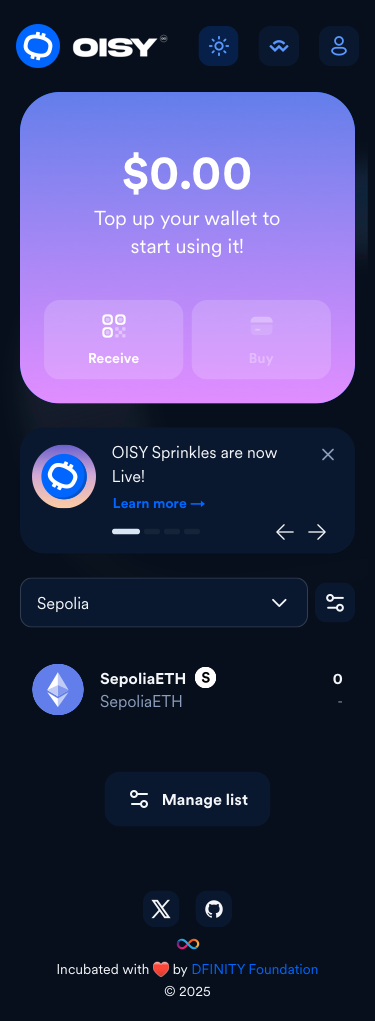 OISY
$0.00
Top up your wallet to
start using it!
Receive
Buy
OISY Sprinkles are now
Live!
Learn more →
Sepolia
SepoliaETH S
0
SepoliaETH
-
Manage list
Incubated with ❤️ by DFINITY Foundation
© 2025